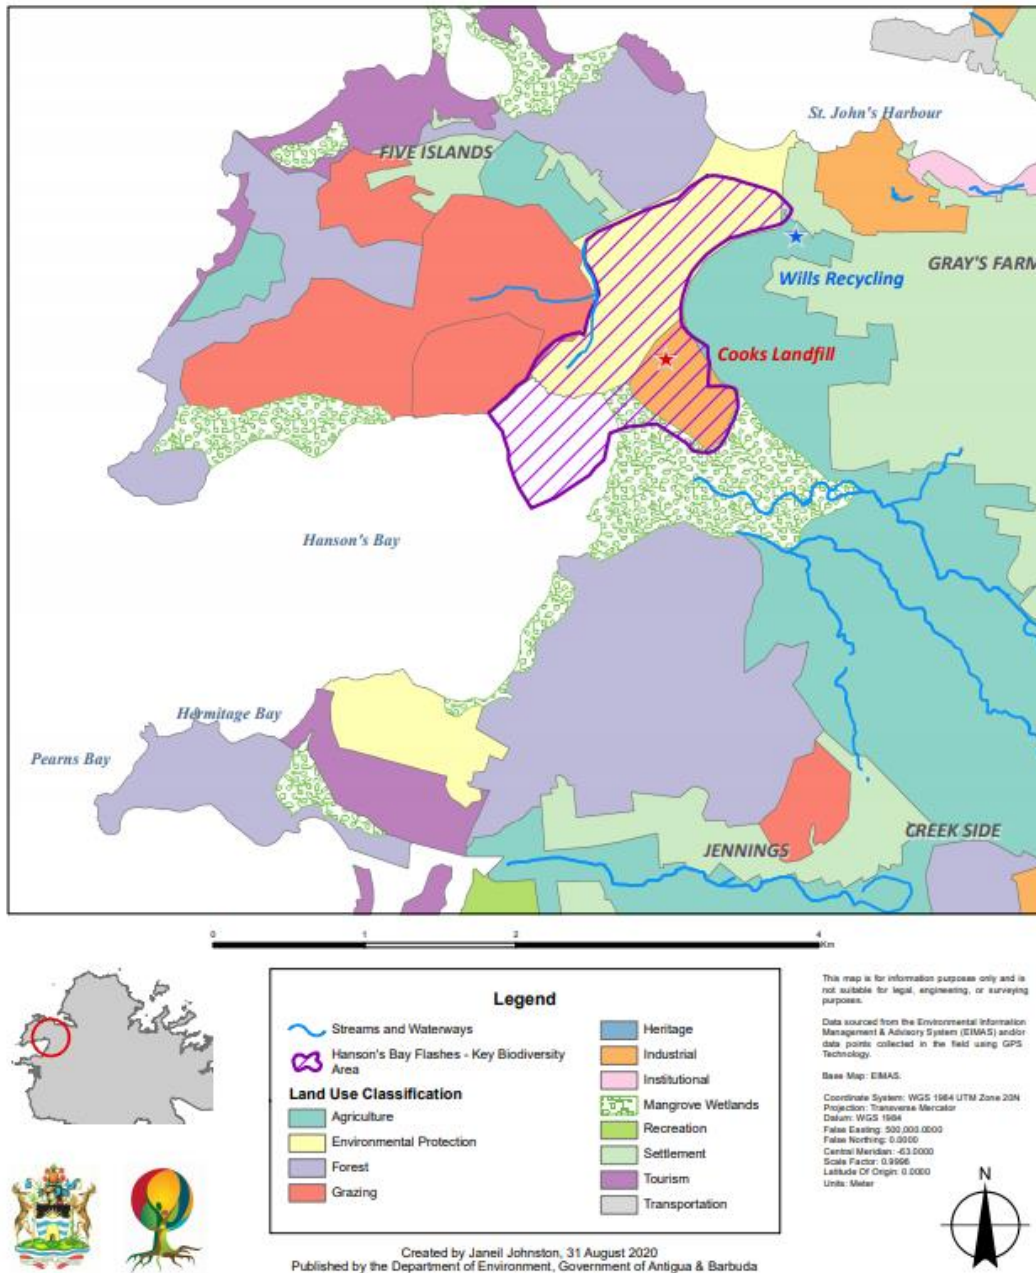 St. John's Harbour
FIVE ISLANDS
GRAY'S FARM
Wills Recycling
Cooks Landfill
Hanson's Bay
Hermitage Bay
Pearns Bay
CREEK SIDE
JENNINGS
0 1 2 4
Km
Legend
Streams and Waterways
Hanson's Bay Flashes - Key Biodiversity
Area
Land Use Classification
Agriculture
Environmental Protection
Forest
Grazing
Heritage
Industrial
Institutional
Mangrove Wetlands
Recreation
Settlement
Tourism
Transportation
This map is for information purposes only and is
not suitable for legal, engineering, or surveying
purposes.
Data sourced from the Environmental Information
Management & Advisory System (EIMAS) and/or
data points collected in the field using GPS
Technology.
Base Map: EIMAS.
Coordinate System: WGS 1984 UTM Zone 20N
Projection: Transverse Mercator
Datum: WGS 1984
False Easting: 500,000.0000
False Northing: 0.0000
Central Meridian: -63.0000
Scale Factor: 0.9996
Latitude Of Origin: 0.0000
Units: Meter
N
Created by Janeil Johnston, 31 August 2020
Published by the Department of Environment, Government of Antigua & Barbuda